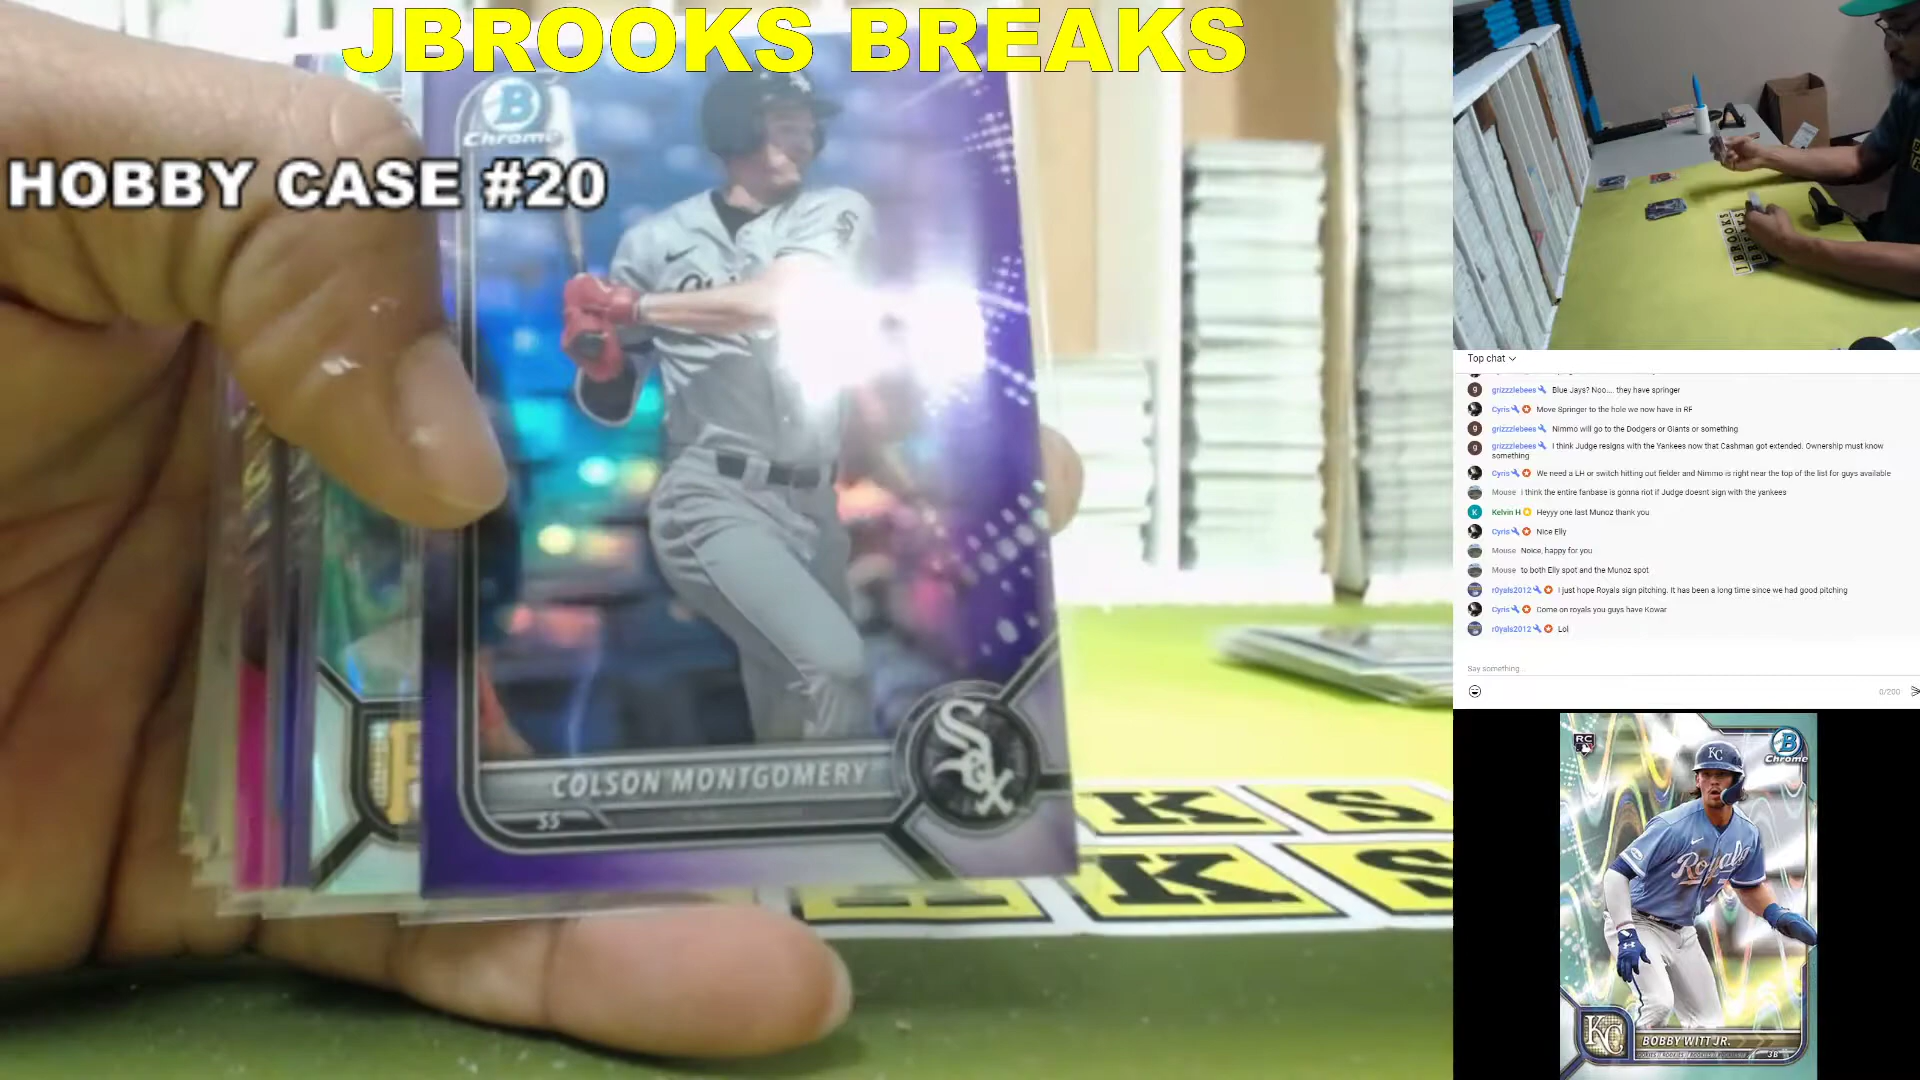 JBROOKS BREAKS
HOBBY CASE #20
B
Chrome
COLSON MONTGOMERY
SS
Sox
K S
K S
JBROOKS
BREAKS
Top chat
grizzzlebees Blue Jays? Noo.... they have springer
Cyris Move Springer to the hole we now have in RF
grizzzlebees Nimmo will go to the Dodgers or Giants or something
grizzzlebees I think Judge resigns with the Yankees now that Cashman got extended. Ownership must know
something
Cyris We need a LH or switch hitting out fielder and Nimmo is right near the top of the list for guys available
Mouse I think the entire fanbase is gonna riot if Judge doesnt sign with the yankees
Kelvin H Heyyy one last Munoz thank you
Cyris Nice Elly
Mouse Noice, happy for you
Mouse to both Elly spot and the Munoz spot
r0yals2012 I just hope Royals sign pitching. It has been a long time since we had good pitching
Cyris Come on royals you guys have Kowar
r0yals2012 Lol
Say something...
0/200
RC
B
Chrome
KC
Royals
KC
BOBBY WITT JR.
3B